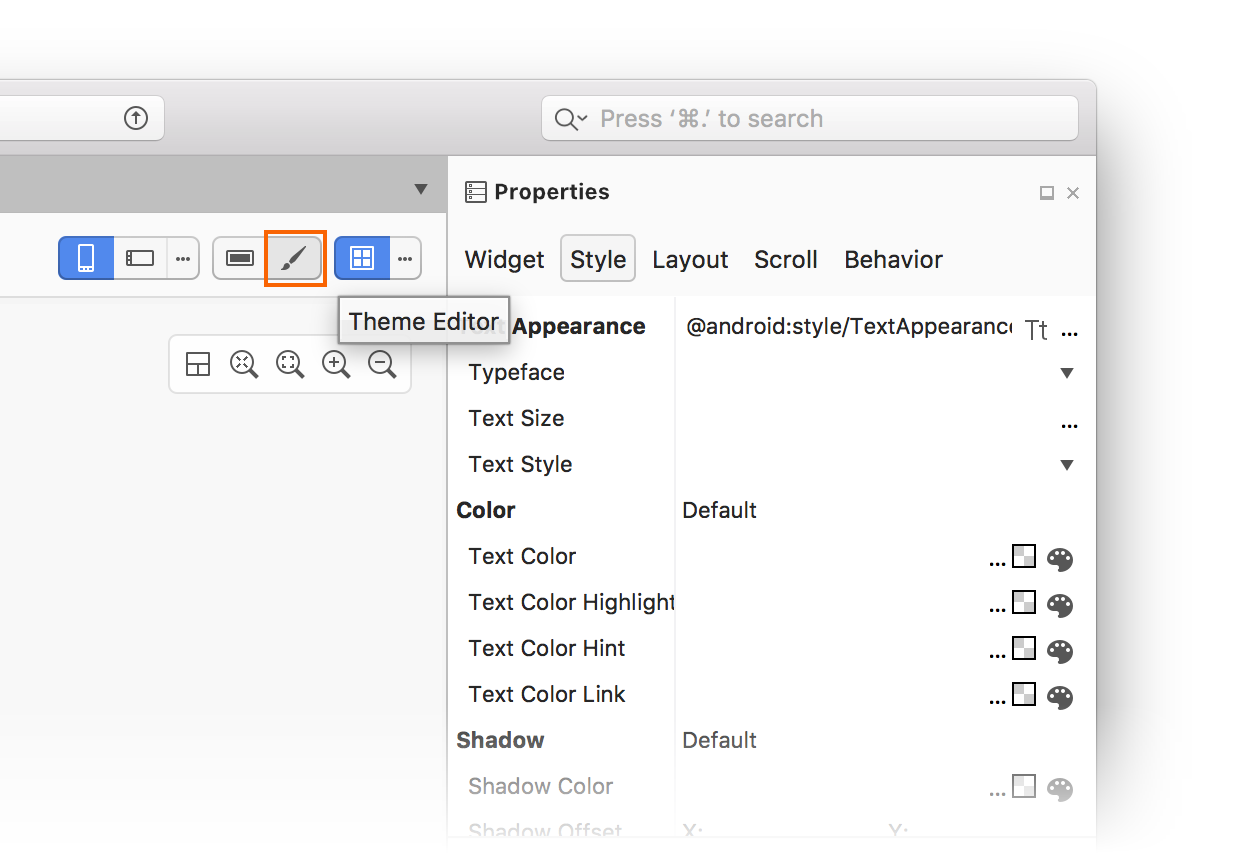 Press ‘⌘.’ to search
Properties
Widget Style Layout Scroll Behavior
Theme Editor
Appearance @android:style/TextAppearanc Tt ...
Typeface
Text Size ...
Text Style
Color Default
Text Color ...
Text Color Highlight ...
Text Color Hint ...
Text Color Link ...
Shadow Default
Shadow Color ...
Shadow Offset X: Y: